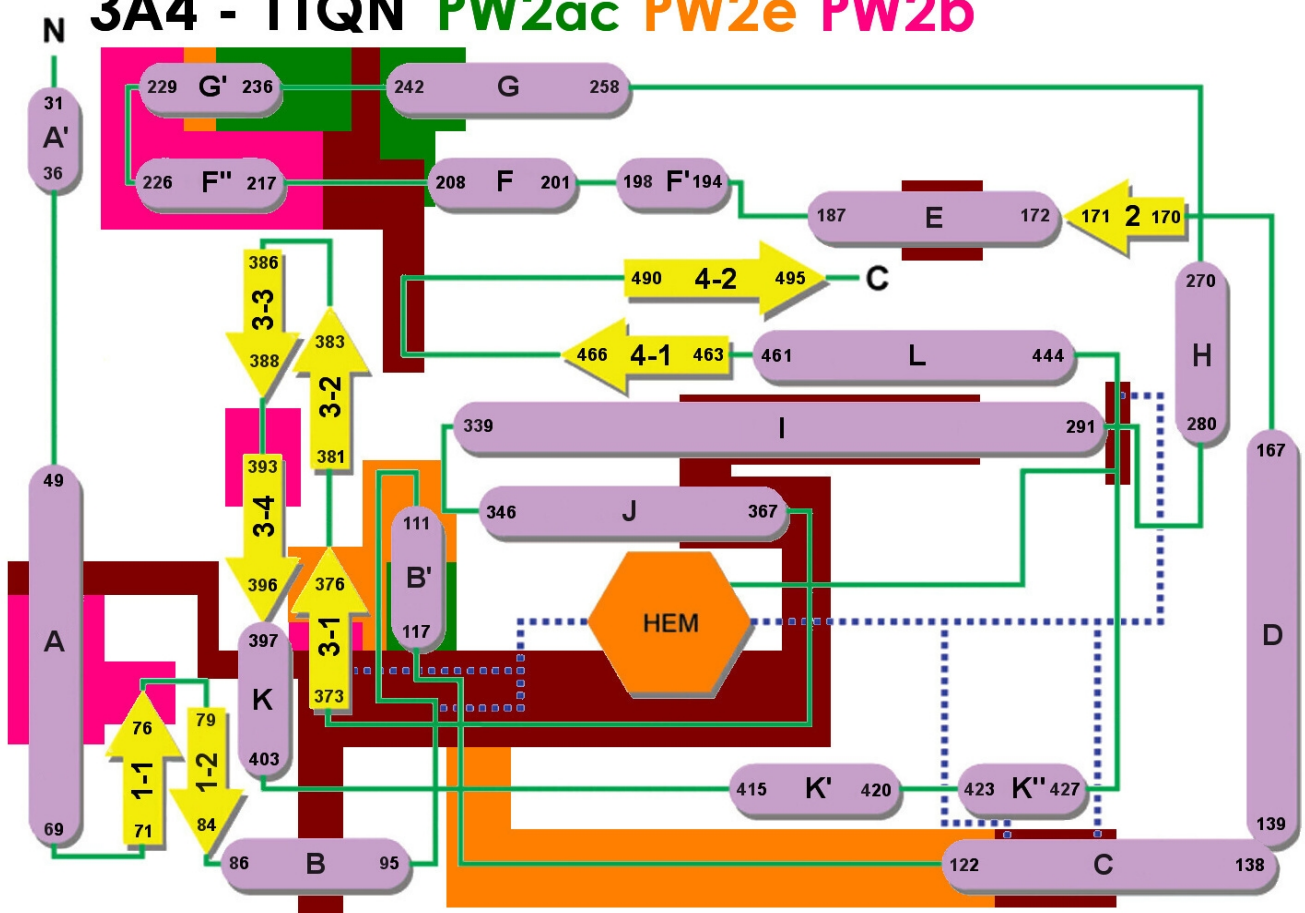 3A4 - 1TQN PW2ac PW2e PW2b
N
229 G' 236
242 G 258
31 A' 36
226 F" 217
208 F 201
198 F' 194
187 E 172
171 2 170
386 3-3 388
490 4-2 495
C
270 H 280
383 3-2 381
466 4-1 463
461 L 444
339 I 291
49 A 69
393 3-4 396
346 J 367
111 B' 117
167 D 139
376 3-1 373
HEM
397 K 403
76 1-1 71
79 1-2 84
415 K' 420
423 K" 427
86 B 95
122 C 138